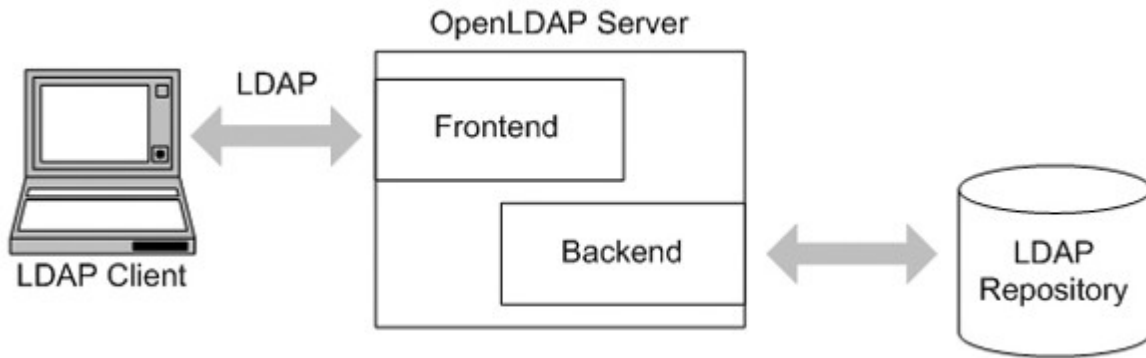 OpenLDAP Server
LDAP
Frontend
Backend
LDAP Client
LDAP
Repository